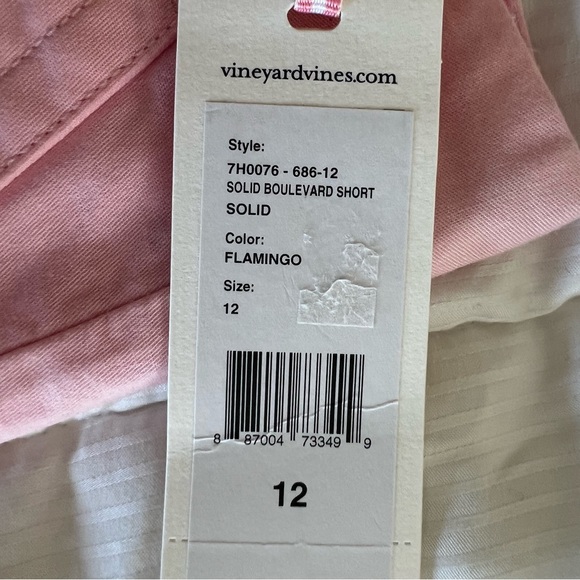 vineyardvines.com
Style:
7H0076 - 686-12
SOLID BOULEVARD SHORT
SOLID
Color:
FLAMINGO
Size:
12
8 87004 73349 9
12